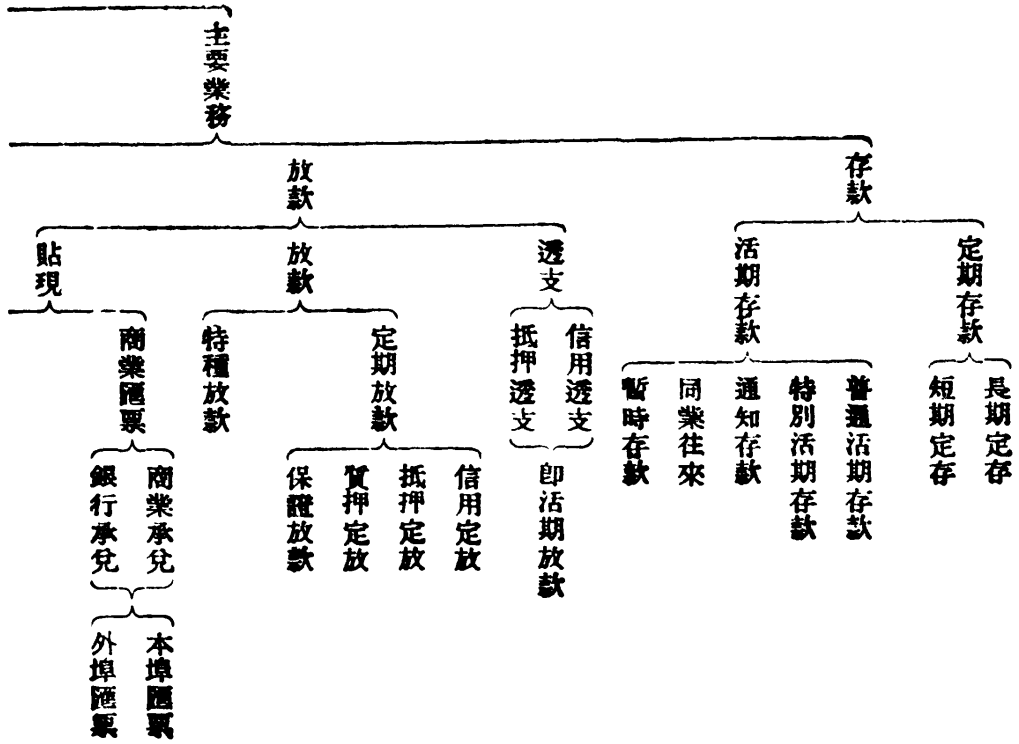 主要業務
存款
定期存款
長期定存
短期定存
活期存款
普通活期存款
特別活期存款
通知存款
同業往來
暫時存款
放款
透支
信用透支
抵押透支
卽活期放款
放款
定期放款
信用定放
抵押定放
質押定放
保證放款
特種放款
貼現
商業匯票
商業承兌
銀行承兌
本埠匯票
外埠匯票